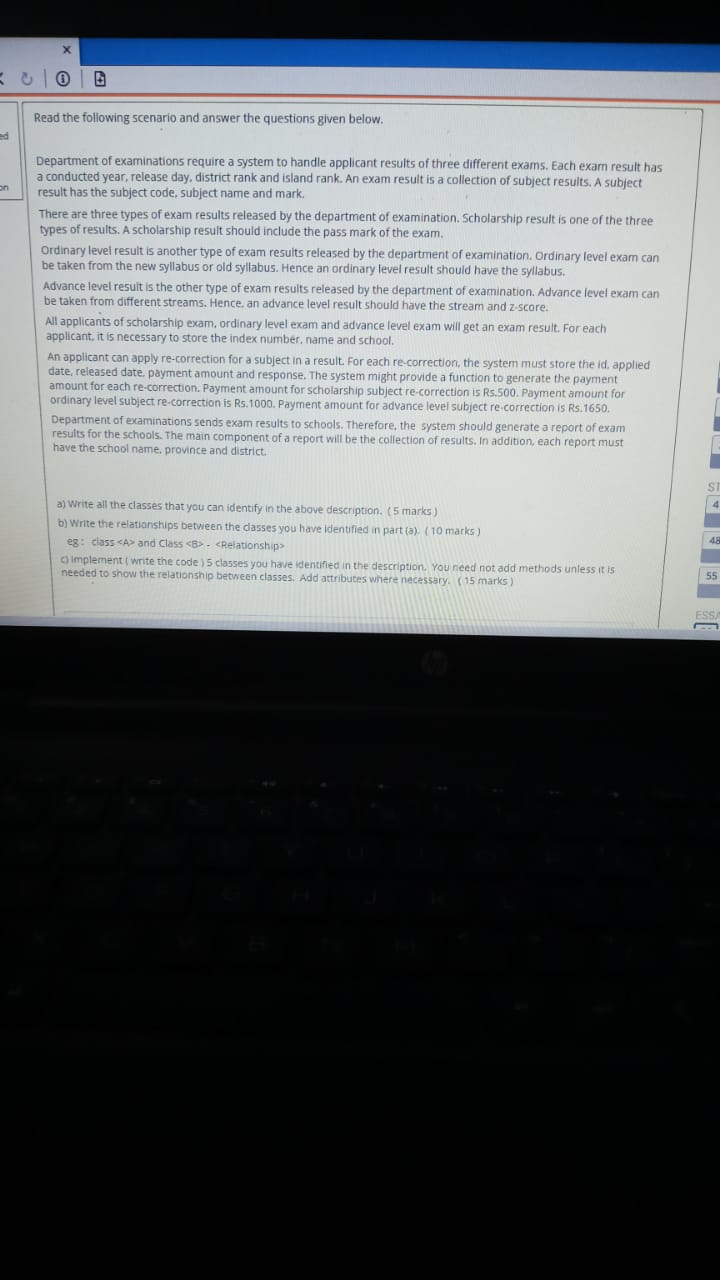 x
ed
on
Read the following scenario and answer the questions given below.
Department of examinations require a system to handle applicant results of three different exams. Each exam result has
a conducted year, release day, district rank and island rank. An exam result is a collection of subject results. A subject
result has the subject code, subject name and mark.
There are three types of exam results released by the department of examination. Scholarship result is one of the three
types of results. A scholarship result should include the pass mark of the exam.
Ordinary level result is another type of exam results released by the department of examination. Ordinary level exam can
be taken from the new syllabus or old syllabus. Hence an ordinary level result should have the syllabus.
Advance level result is the other type of exam results released by the department of examination. Advance level exam can
be taken from different streams. Hence, an advance level result should have the stream and z-score.
All applicants of scholarship exam, ordinary level exam and advance level exam will get an exam result. For each
applicant, it is necessary to store the index number, name and school.
An applicant can apply re-correction for a subject in a result. For each re-correction, the system must store the id, applied
date, released date, payment amount and response. The system might provide a function to generate the payment
amount for each re-correction. Payment amount for scholarship subject re-correction is Rs.500. Payment amount for
ordinary level subject re-correction is Rs.1000. Payment amount for advance level subject re-correction is Rs.1650.
Department of examinations sends exam results to schools. Therefore, the system should generate a report of exam
results for the schools. The main component of a report will be the collection of results. In addition, each report must
have the school name, province and district.
a) Write all the classes that you can identify in the above description. ( 5 marks )
b) Write the relationships between the classes you have identified in part (a). ( 10 marks )
eg : class <A> and Class <B> - <Relationship>
c) Implement ( write the code ) 5 classes you have identified in the description. You need not add methods unless it is
needed to show the relationship between classes. Add attributes where necessary. ( 15 marks )
ST
4
48
55
ESSA
hp